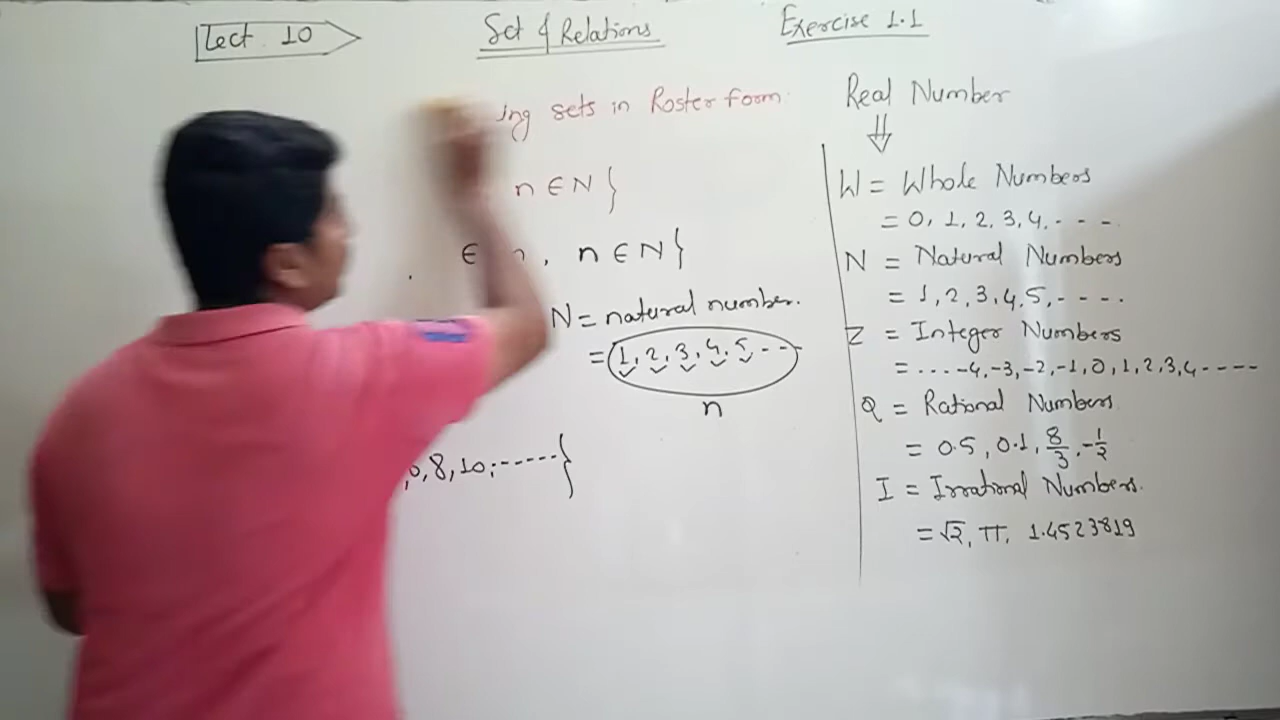 Lect. 10
Set & Relations
Exercise 1.1
sets in Roster form.
n ∈ N }
∈ n, n ∈ N }
N = natural number.
= 1, 2, 3, 4, 5, - - -
n
8, 10, - - - - - }
Real Number
⇓
W = Whole Numbers
= 0, 1, 2, 3, 4, - - - -
N = Natural Numbers
= 1, 2, 3, 4, 5, - - - -
Z = Integer Numbers
= .... -4, -3, -2, -1, 0, 1, 2, 3, 4 - - - - -
Q = Rational Numbers
= 0.5, 0.1, 8/3, -1/2
I = Irrational Numbers.
= √2, π, 1.4523819